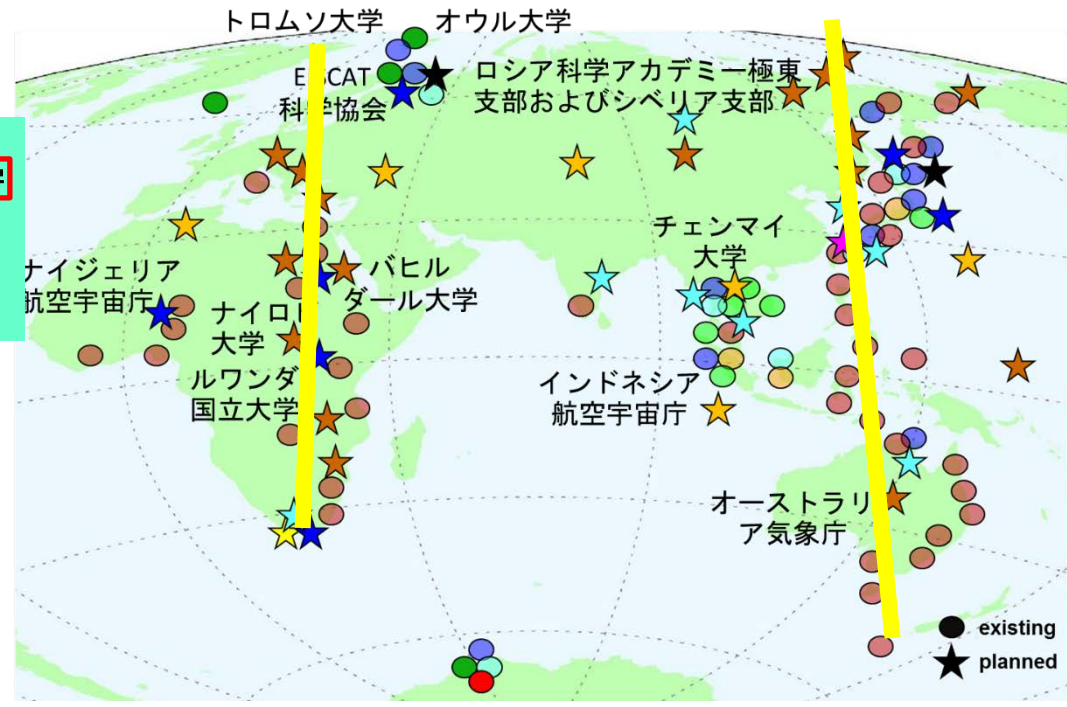 トロムソ大学 オウル大学
EISCAT
科学協会
ロシア科学アカデミー極東
支部およびシベリア支部
チェンマイ
大学
ナイジェリア
航空宇宙庁
バヒル
ダール大学
ナイロビ
大学
ルワンダ
国立大学
インドネシア
航空宇宙庁
オーストラリ
ア気象庁
existing
planned